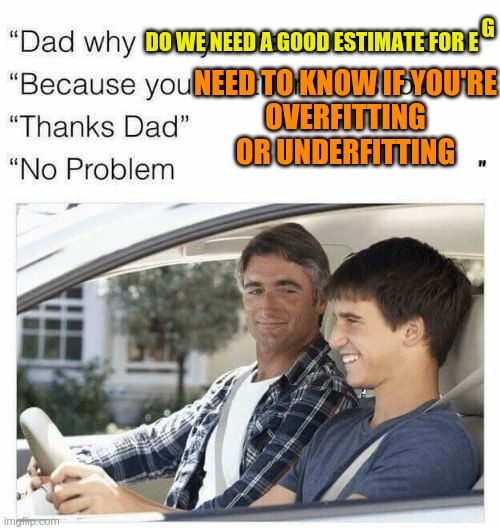 "Dad why DO WE NEED A GOOD ESTIMATE FOR E G
"Because you NEED TO KNOW IF YOU'RE
"Thanks Dad" OVERFITTING
"No Problem OR UNDERFITTING "
imgflip.com